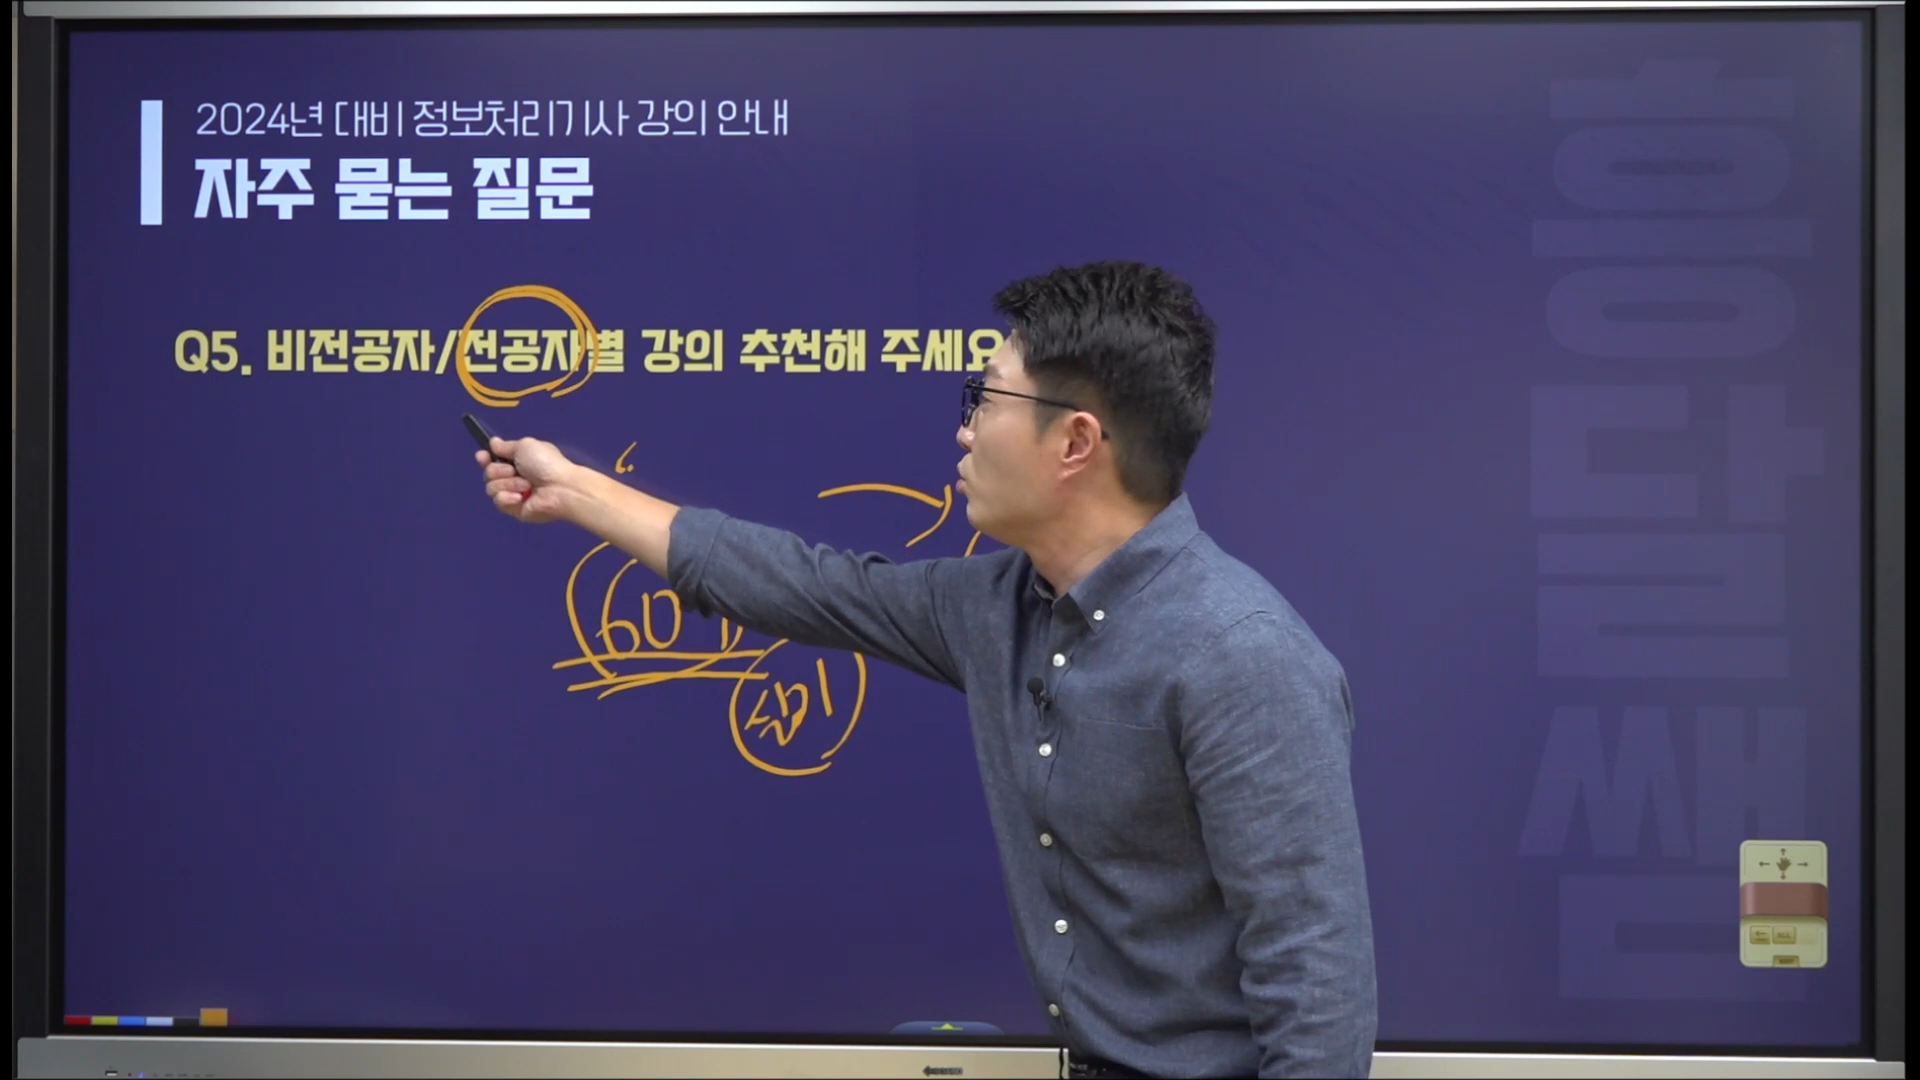 2024년 대비 정보처리기사 강의 안내
자주 묻는 질문
Q5. 비전공자/전공자별 강의 추천해 주세요
60
실기
ALL